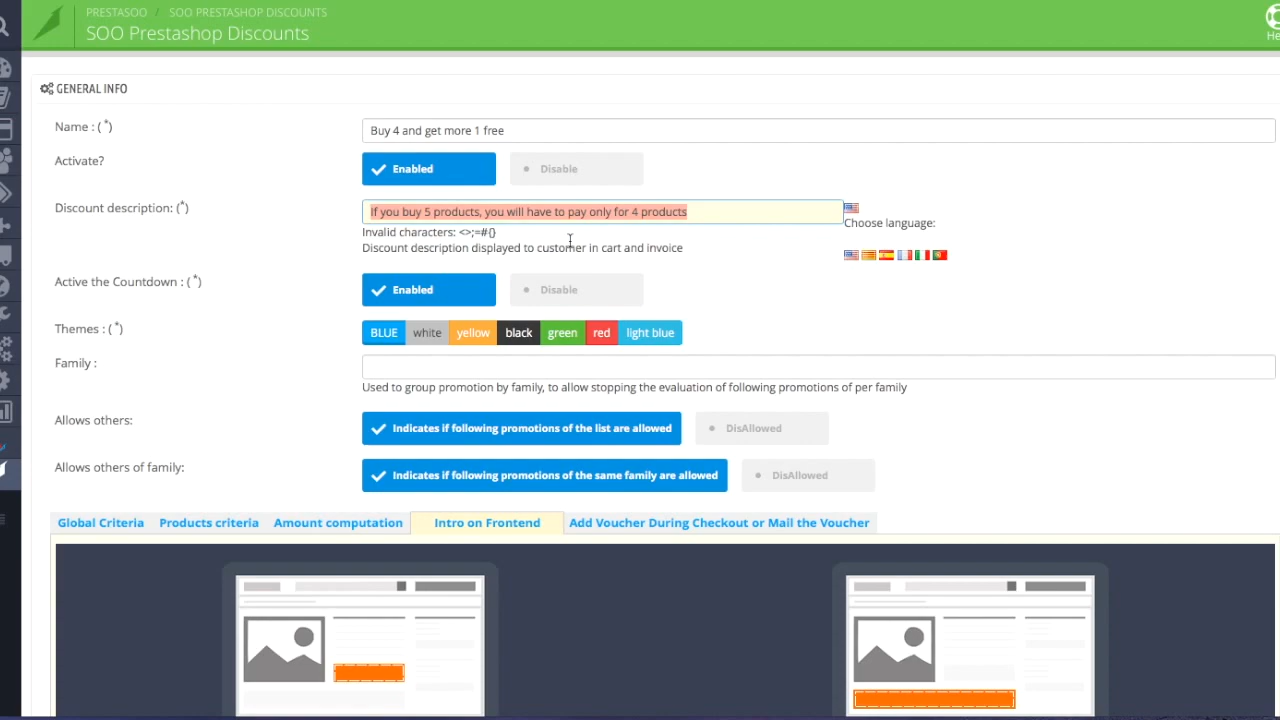 PRESTASOO / SOO PRESTASHOP DISCOUNTS
SOO Prestashop Discounts
He
GENERAL INFO
Name : ( *)
Buy 4 and get more 1 free
Activate?
Enabled
Disable
Discount description: (*)
If you buy 5 products, you will have to pay only for 4 products
Choose language:
Invalid characters: <>;=#{}
Discount description displayed to customer in cart and invoice
Active the Countdown : ( *)
Enabled
Disable
Themes : ( *)
BLUE white yellow black green red light blue
Family :
Used to group promotion by family, to allow stopping the evaluation of following promotions of per family
Allows others:
Indicates if following promotions of the list are allowed
DisAllowed
Allows others of family:
Indicates if following promotions of the same family are allowed
DisAllowed
Global Criteria Products criteria Amount computation Intro on Frontend Add Voucher During Checkout or Mail the Voucher